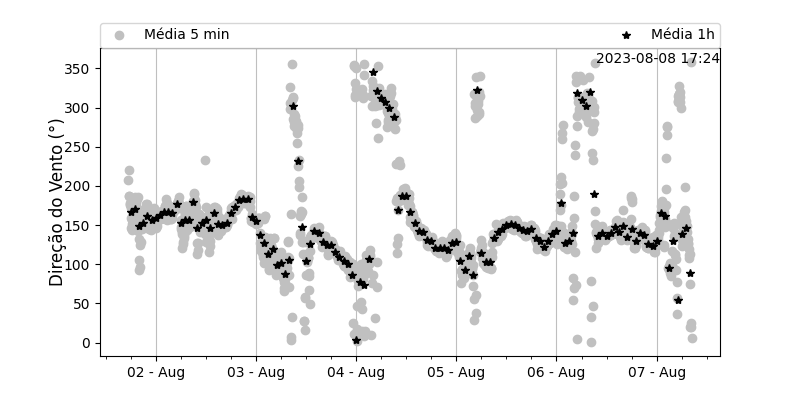 Média 5 min
Média 1h
2023-08-08 17:24
Direção do Vento (°)
350
300
250
200
150
100
50
0
02 - Aug
03 - Aug
04 - Aug
05 - Aug
06 - Aug
07 - Aug